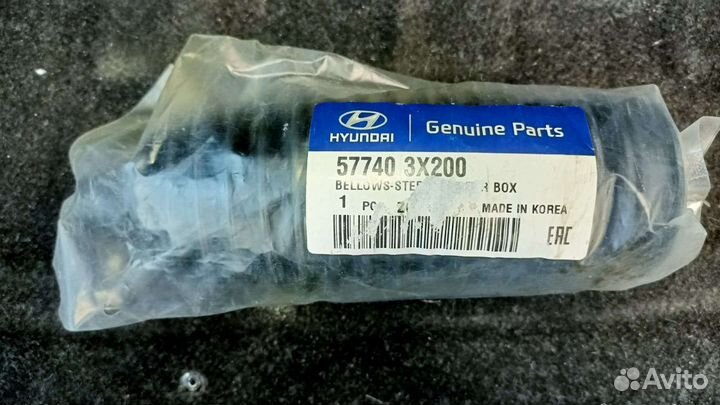 HYUNDAI
Genuine Parts
57740 3X200
BELLOWS-STE BOX
1 MADE IN KOREA
EAC
Avito